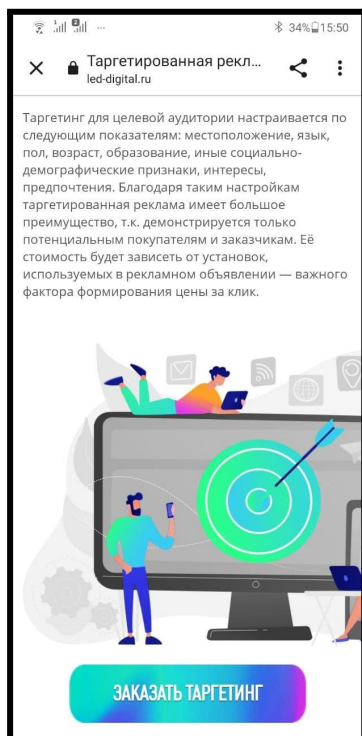 34% 15:50
Таргетированная рекл...
led-digital.ru
Таргетинг для целевой аудитории настраивается по
следующим показателям: местоположение, язык,
пол, возраст, образование, иные социально-
демографические признаки, интересы,
предпочтения. Благодаря таким настройкам
таргетированная реклама имеет большое
преимущество, т.к. демонстрируется только
потенциальным покупателям и заказчикам. Её
стоимость будет зависеть от установок,
используемых в рекламном объявлении — важного
фактора формирования цены за клик.
ЗАКАЗАТЬ ТАРГЕТИНГ